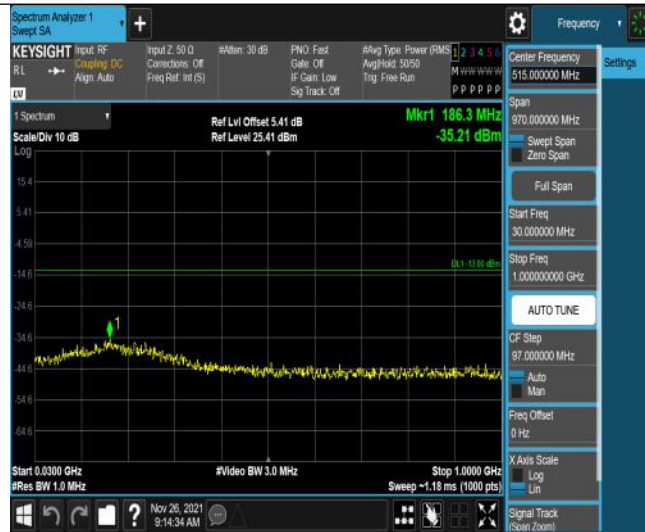 Spectrum Analyzer 1
Swept SA
+
Frequency
KEYSIGHT
RL
Input: RF
Coupling: DC
Align: Auto
Input Z: 50 Ω
Corrections: Off
Freq Ref: Int (S)
#Atten: 30 dB
PNO: Fast
Gate: Off
IF Gain: Low
Sig Track: Off
#Avg Type: Power (RMS
Avg|Hold: 50/50
Trig: Free Run
1 2 3 4 5 6
M W W W W W
P P P P P P
LVI
1 Spectrum
Scale/Div 10 dB
Log
Ref Lvl Offset 5.41 dB
Ref Level 25.41 dBm
Mkr1 186.3 MHz
-35.21 dBm
15.4
5.41
-4.59
-14.6
-24.6
-34.6
-44.6
-54.6
-64.6
DL1 -13.00 dBm
1
Start 0.0300 GHz
#Res BW 1.0 MHz
#Video BW 3.0 MHz
Stop 1.0000 GHz
Sweep ~1.18 ms (1000 pts)
?
Nov 26, 2021
9:14:34 AM
Center Frequency
515.000000 MHz
Settings
Span
970.000000 MHz
Swept Span
Zero Span
Full Span
Start Freq
30.000000 MHz
Stop Freq
1.000000000 GHz
AUTO TUNE
CF Step
97.000000 MHz
Auto
Man
Freq Offset
0 Hz
X Axis Scale
Log
Lin
Signal Track
(Span Zoom)